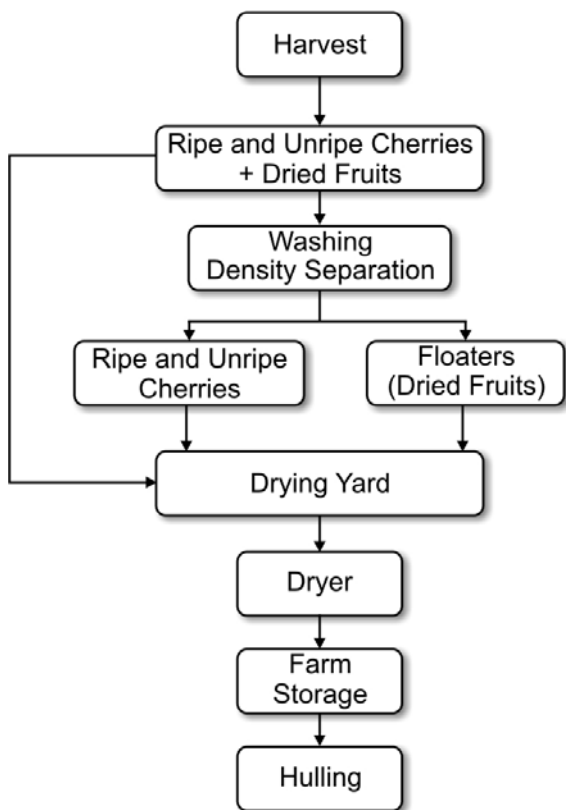 Harvest
Ripe and Unripe Cherries
+ Dried Fruits
Washing
Density Separation
Ripe and Unripe
Cherries
Floaters
(Dried Fruits)
Drying Yard
Dryer
Farm
Storage
Hulling